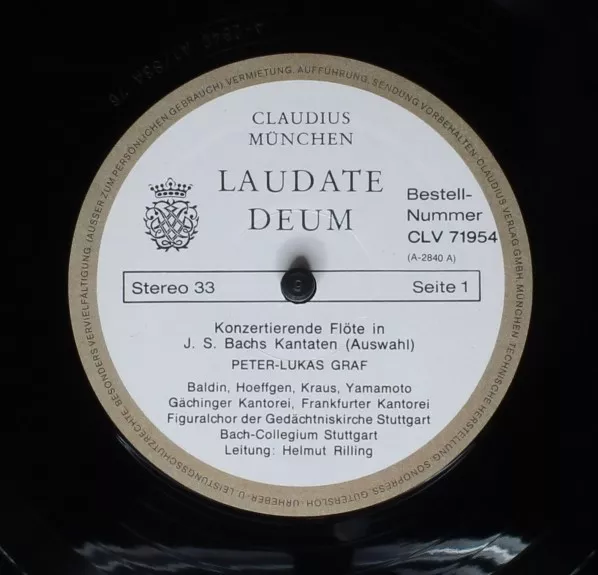 CLAUDIUS
MÜNCHEN
LAUDATE
DEUM
Bestell-
Nummer
CLV 71954
(A-2840 A)
Stereo 33
Seite 1
Konzertierende Flöte in
J. S. Bachs Kantaten (Auswahl)
PETER-LUKAS GRAF
Baldin, Hoeffgen, Kraus, Yamamoto
Gächinger Kantorei, Frankfurter Kantorei
Figuralchor der Gedächtniskirche Stuttgart
Bach-Collegium Stuttgart
Leitung: Helmut Rilling
URHEBER- U. LEISTUNGSSCHUTZRECHTE, BESONDERS VERVIELFÄLTIGUNG (AUSSER ZUM PERSÖNLICHEN GEBRAUCH), VERMIETUNG, AUFFÜHRUNG, SENDUNG VORBEHALTEN · CLAUDIUS VERLAG GMBH, MÜNCHEN, TECHNISCHE HERSTELLUNG: SONOPRESS, GÜTERSLOH ·